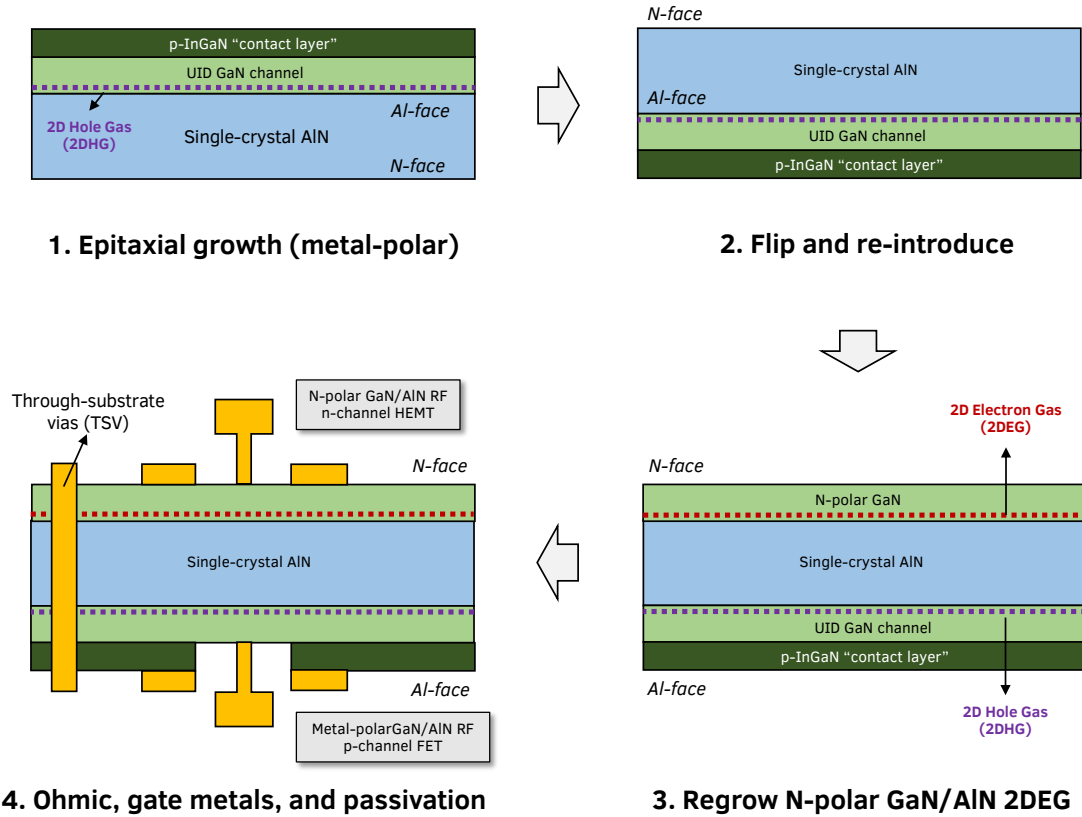 p-InGaN “contact layer”
UID GaN channel
Al-face
2D Hole Gas
(2DHG)
Single-crystal AlN
N-face
1. Epitaxial growth (metal-polar)
N-face
Single-crystal AlN
Al-face
UID GaN channel
p-InGaN “contact layer”
2. Flip and re-introduce
2D Electron Gas
(2DEG)
N-face
N-polar GaN
Single-crystal AlN
UID GaN channel
p-InGaN “contact layer”
Al-face
2D Hole Gas
(2DHG)
3. Regrow N-polar GaN/AlN 2DEG
Through-substrate
vias (TSV)
N-polar GaN/AlN RF
n-channel HEMT
N-face
Single-crystal AlN
Al-face
Metal-polarGaN/AlN RF
p-channel FET
4. Ohmic, gate metals, and passivation